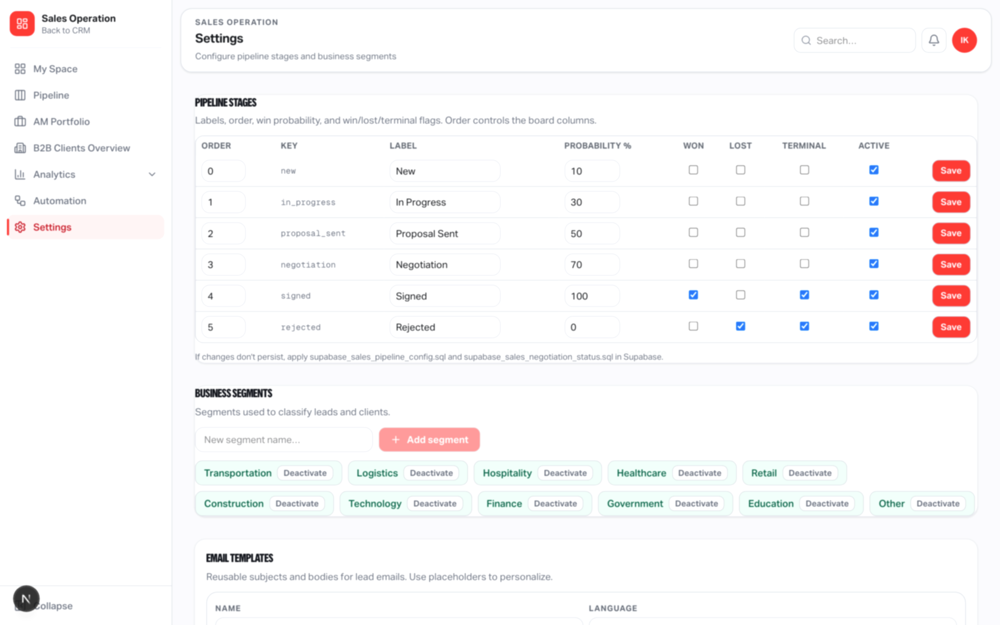 Sales Operation
Back to CRM
My Space
Pipeline
AM Portfolio
B2B Clients Overview
Analytics
Automation
Settings
N
Collapse
SALES OPERATION
Settings
Configure pipeline stages and business segments
Search...
IK
PIPELINE STAGES
Labels, order, win probability, and win/lost/terminal flags. Order controls the board columns.
ORDER KEY LABEL PROBABILITY % WON LOST TERMINAL ACTIVE
0 new New 10 Save
1 in_progress In Progress 30 Save
2 proposal_sent Proposal Sent 50 Save
3 negotiation Negotiation 70 Save
4 signed Signed 100 Save
5 rejected Rejected 0 Save
If changes don't persist, apply supabase_sales_pipeline_config.sql and supabase_sales_negotiation_status.sql in Supabase.
BUSINESS SEGMENTS
Segments used to classify leads and clients.
New segment name...
+ Add segment
Transportation Deactivate Logistics Deactivate Hospitality Deactivate Healthcare Deactivate Retail Deactivate
Construction Deactivate Technology Deactivate Finance Deactivate Government Deactivate Education Deactivate Other Deactivate
EMAIL TEMPLATES
Reusable subjects and bodies for lead emails. Use placeholders to personalize.
NAME LANGUAGE